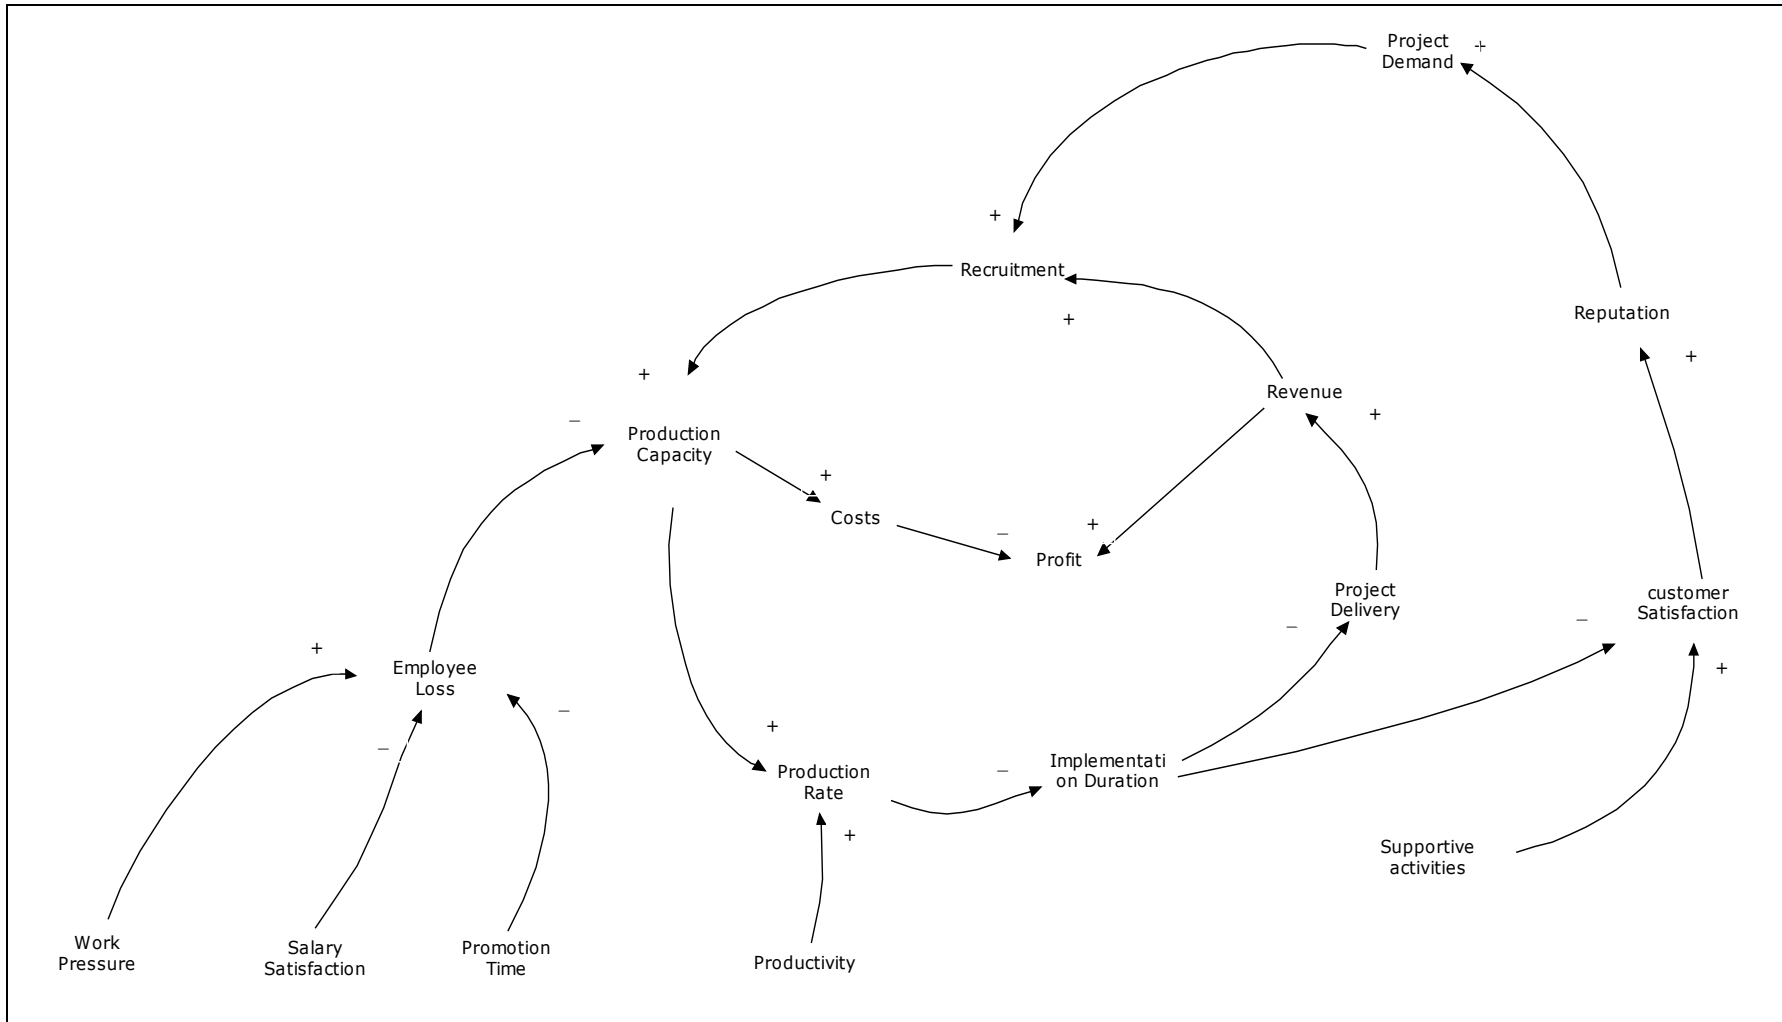 Project
Demand
+
+
Recruitment
+
Reputation
+
+
Revenue
+
−
Production
Capacity
+
Costs
−
+
Profit
Project
Delivery
−
customer
Satisfaction
−
+
+
Employee
Loss
−
−
+
Production
Rate
−
Implementati
on Duration
+
Supportive
activities
Work
Pressure
Salary
Satisfaction
Promotion
Time
Productivity